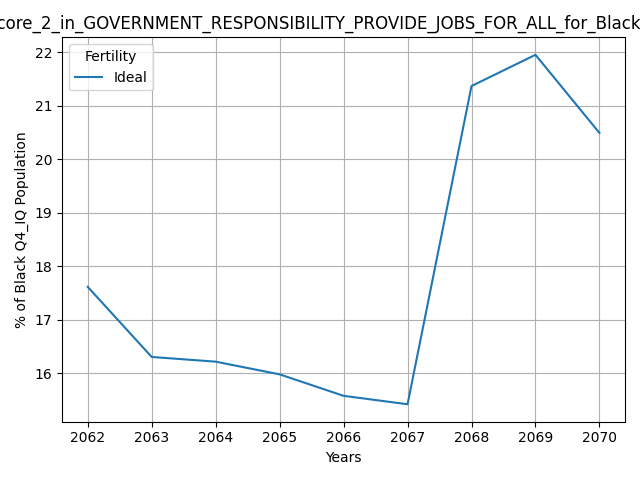 core_2_in_GOVERNMENT_RESPONSIBILITY_PROVIDE_JOBS_FOR_ALL_for_Black
Fertility
Ideal
% of Black Q4_IQ Population
22
21
20
19
18
17
16
2062 2063 2064 2065 2066 2067 2068 2069 2070
Years